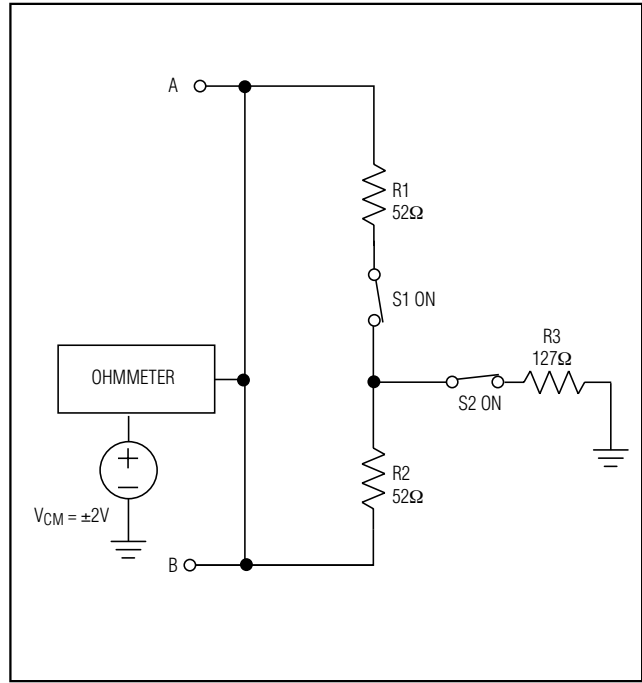 A
R1
52Ω
S1 ON
R3
127Ω
OHMMETER
S2 ON
R2
52Ω
VCM = ±2V
B